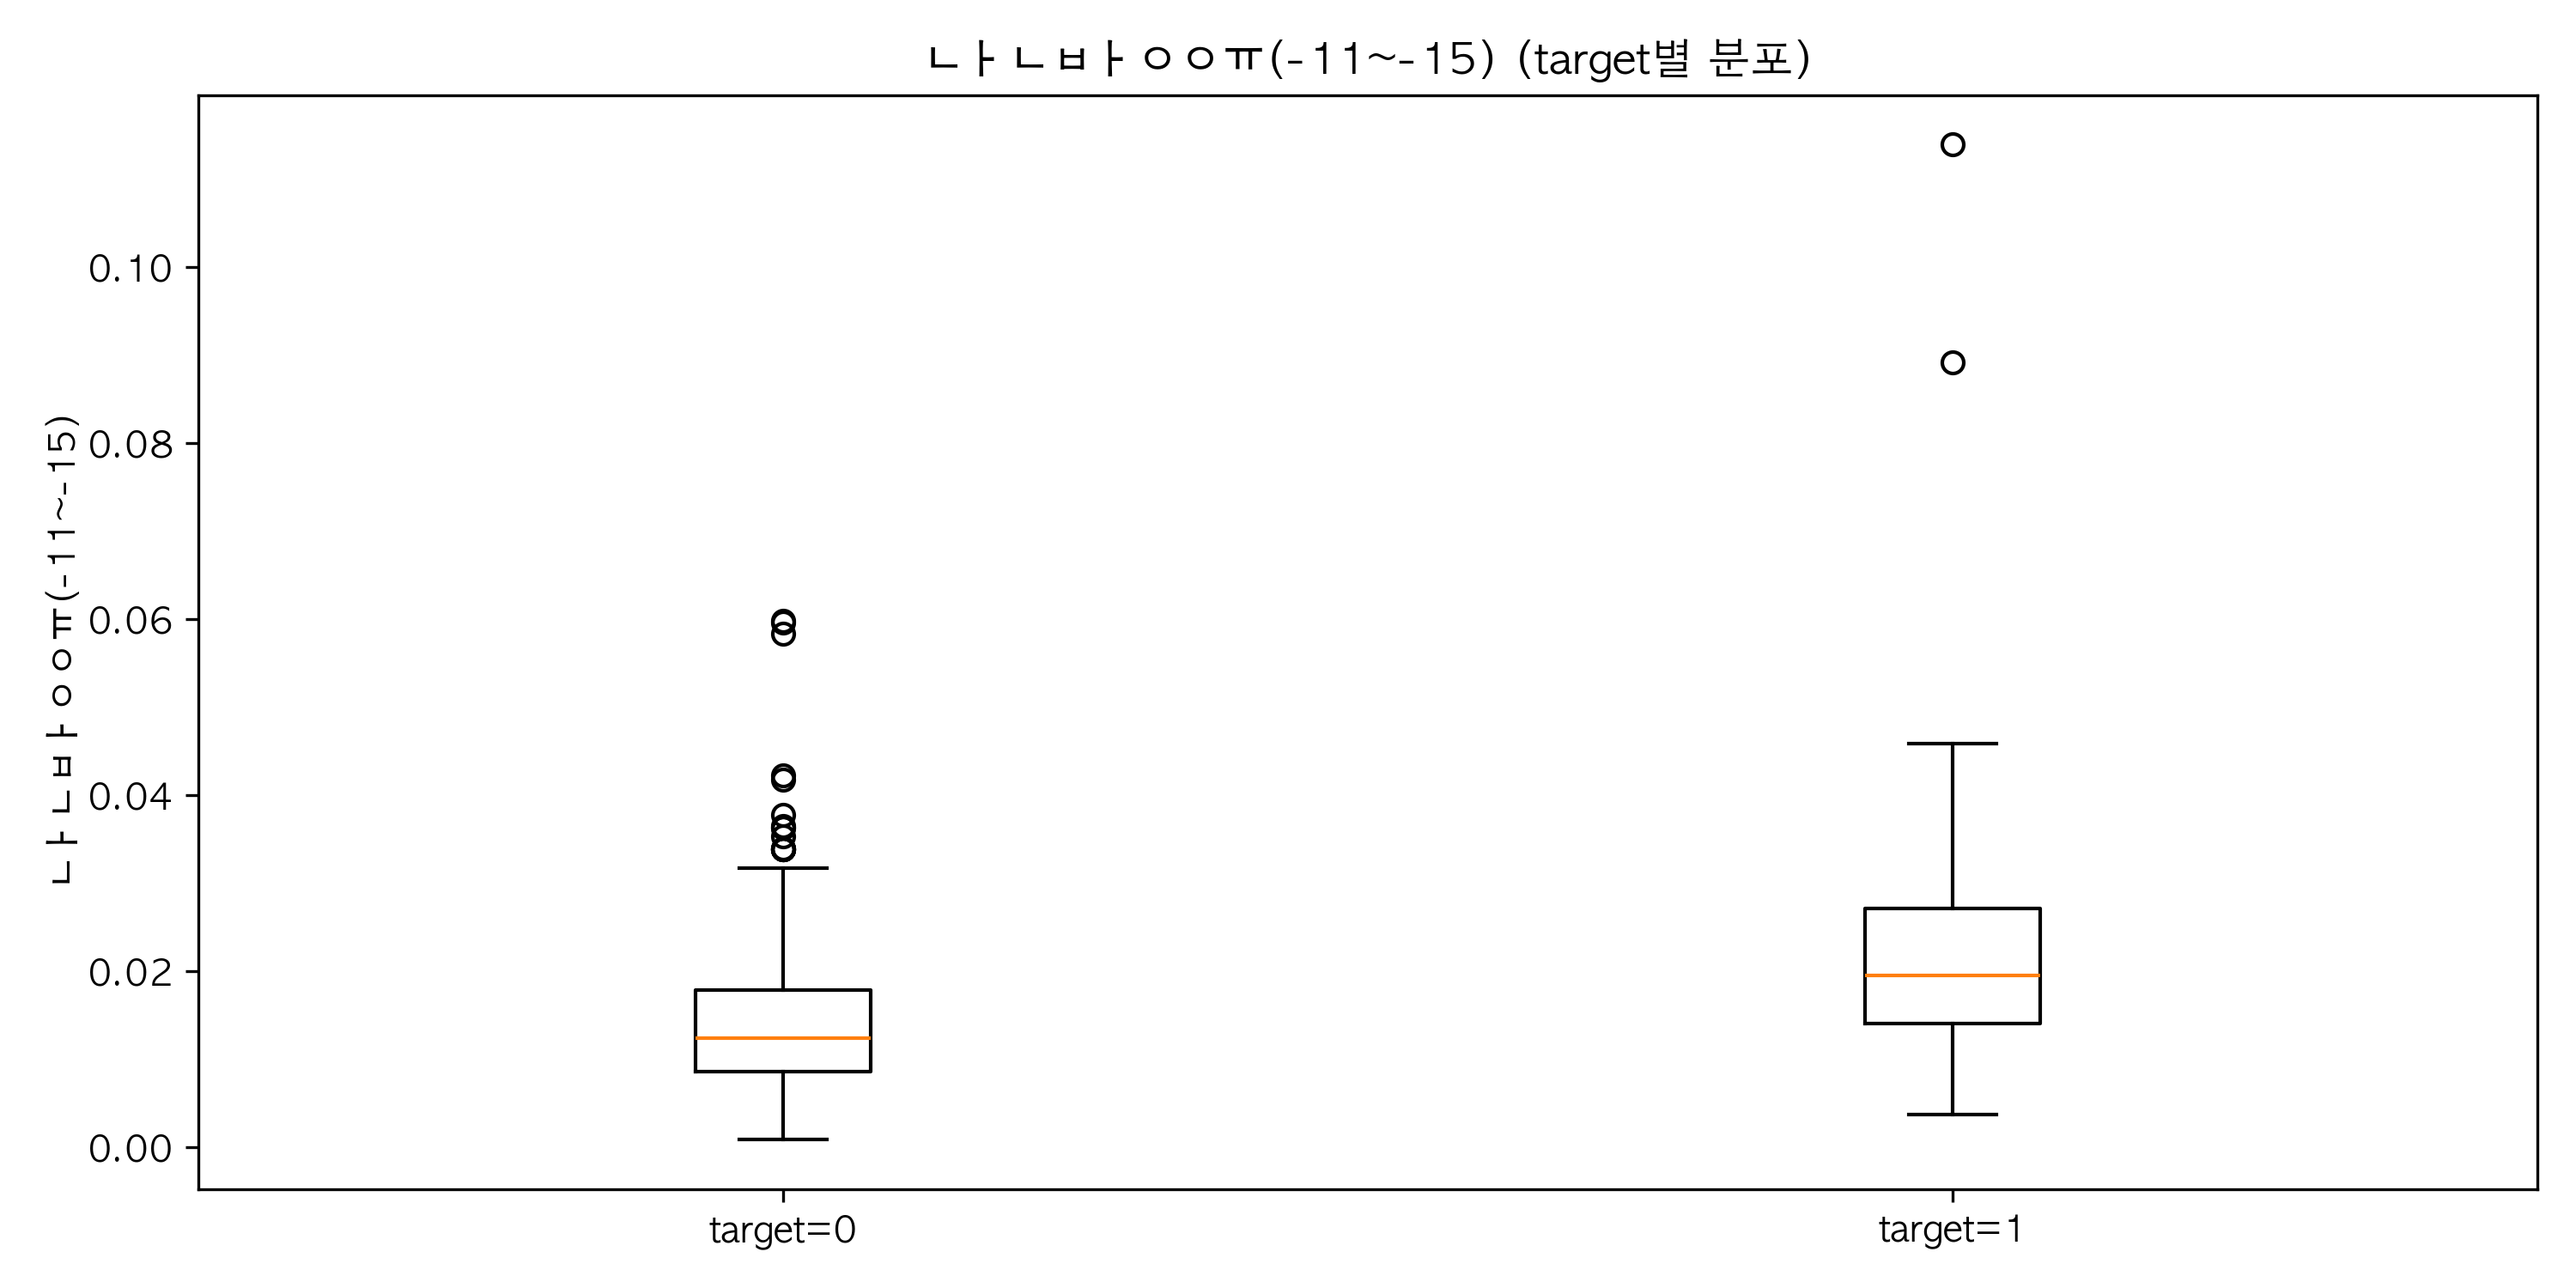 ㄴㅏㄴㅂㅏㅇㅇㅠ(-11~-15) (target별 분포)
ㄴㅏㄴㅂㅏㅇㅇㅠ(-11~-15)
0.10
0.08
0.06
0.04
0.02
0.00
target=0 target=1